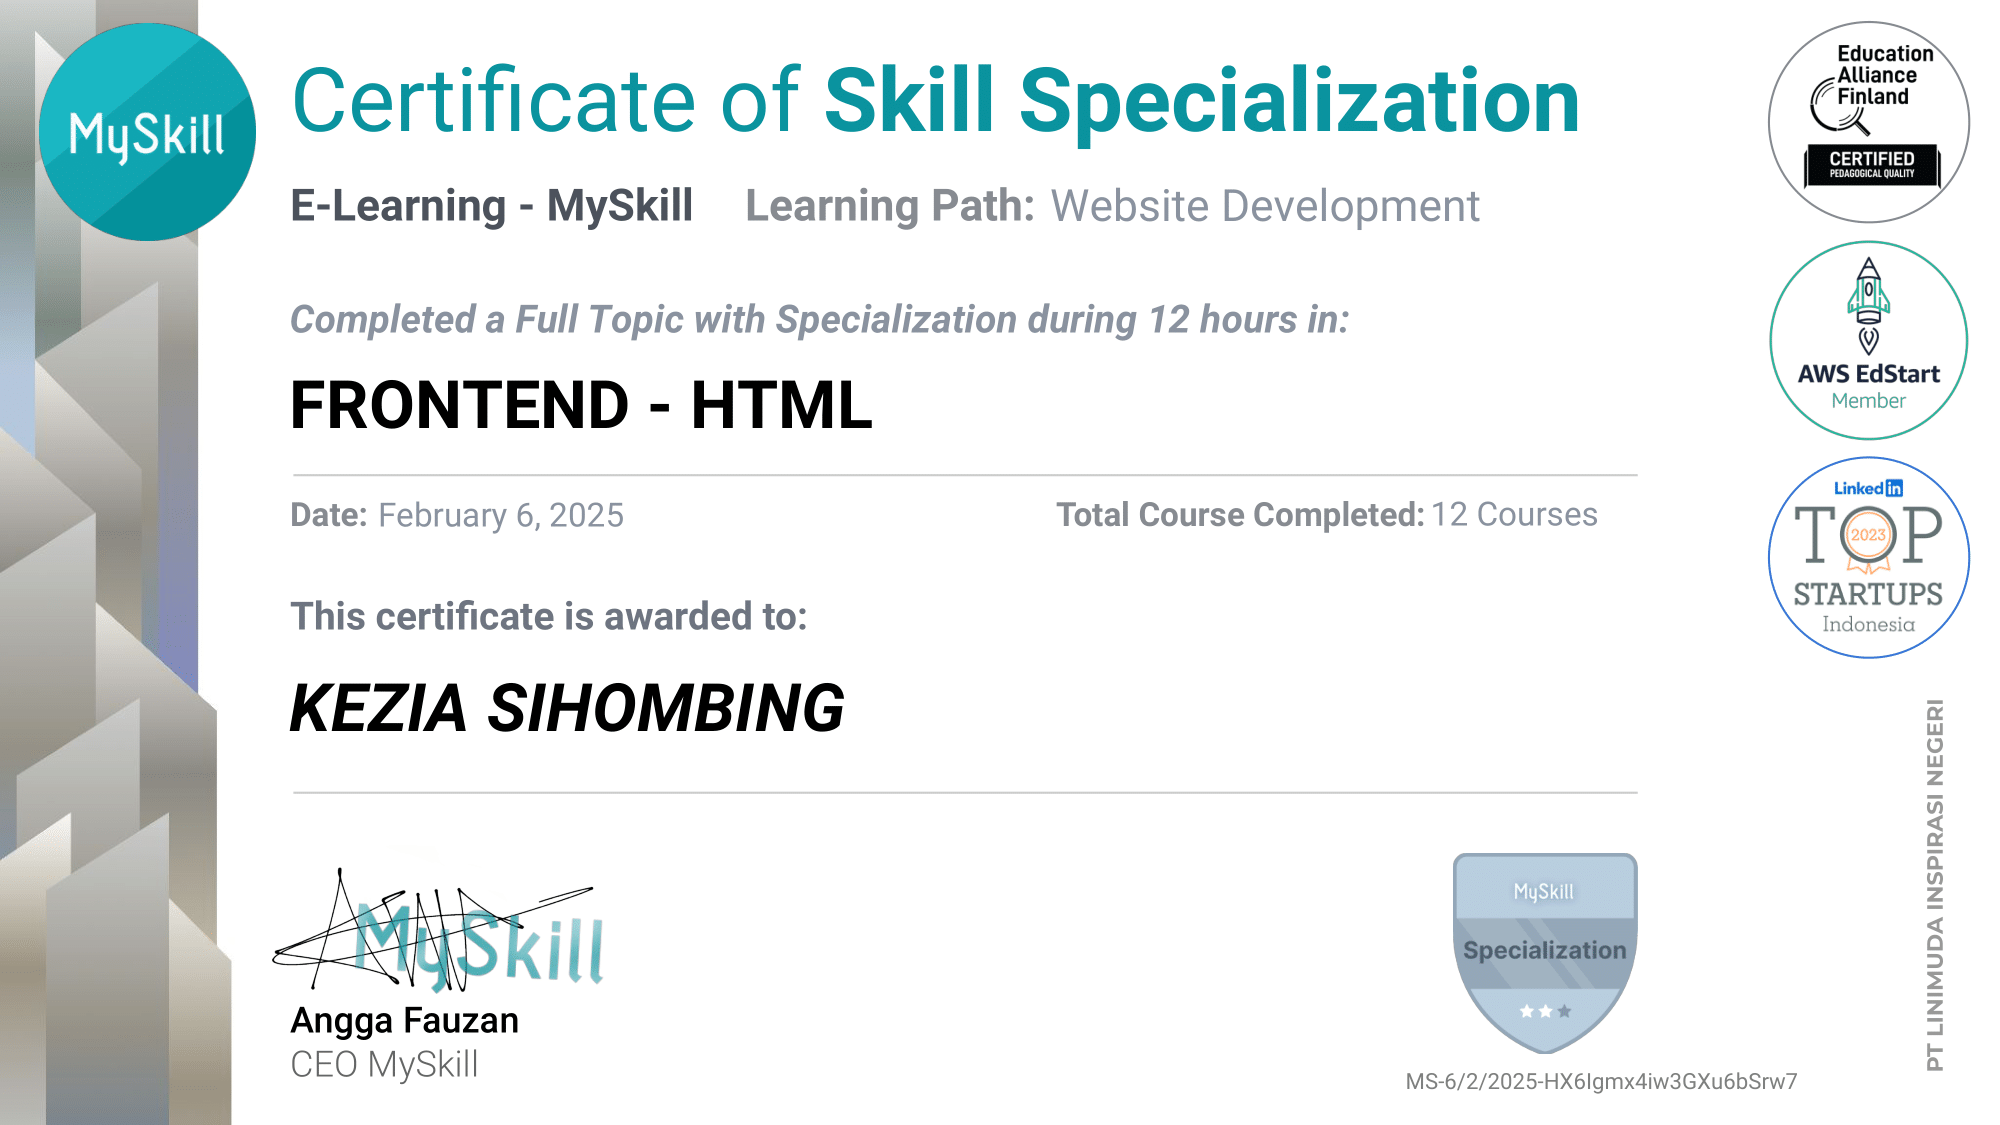 MySkill
Certificate of Skill Specialization
E-Learning - MySkill Learning Path: Website Development
Completed a Full Topic with Specialization during 12 hours in:
FRONTEND - HTML
Date: February 6, 2025 Total Course Completed: 12 Courses
This certificate is awarded to:
KEZIA SIHOMBING
MySkill
Angga Fauzan
CEO MySkill
MySkill
Specialization
MS-6/2/2025-HX6Igmx4iw3GXu6bSrw7
Education
Alliance
Finland
CERTIFIED
PEDAGOGICAL QUALITY
AWS EdStart
Member
Linked in
TOP
2023
STARTUPS
Indonesia
PT LINIMUDA INSPIRASI NEGERI